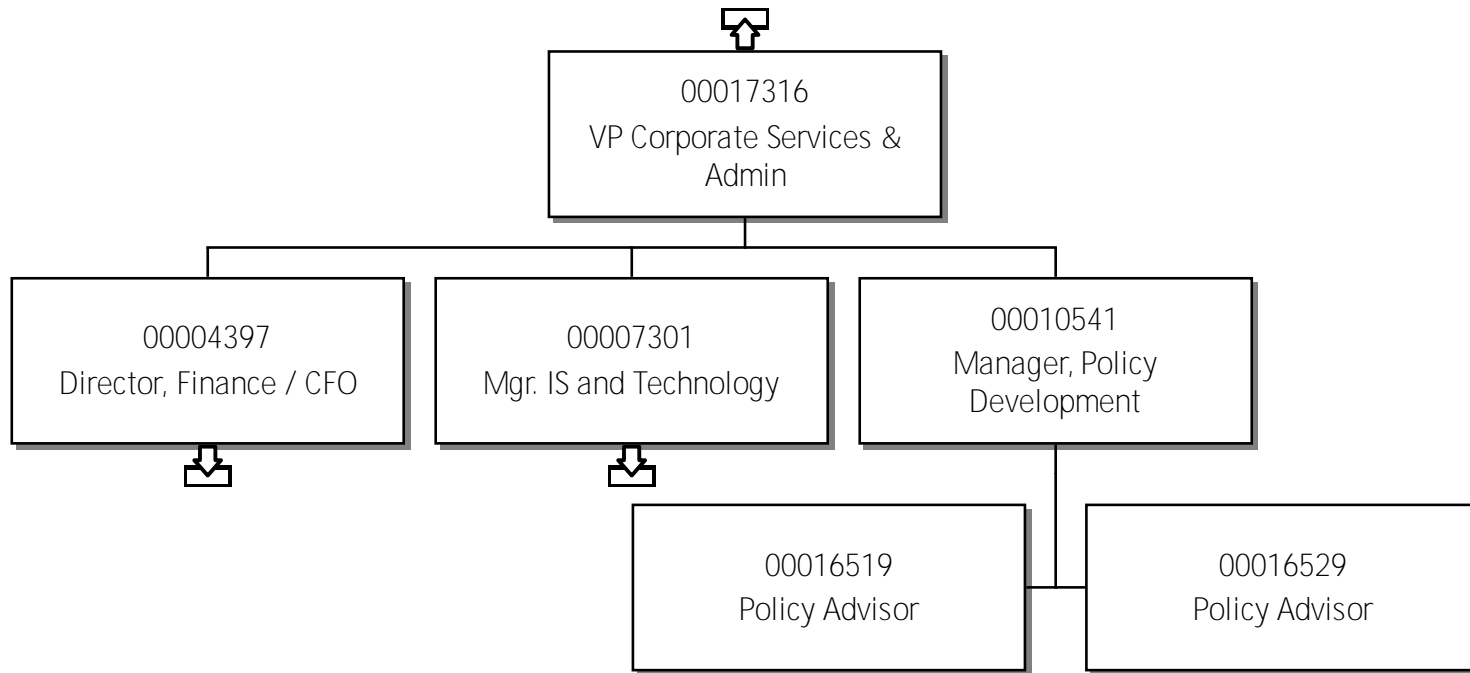 00017316
VP Corporate Services &
Admin
00004397
Director, Finance / CFO
00007301
Mgr. IS and Technology
00010541
Manager, Policy
Development
00016519
Policy Advisor
00016529
Policy Advisor